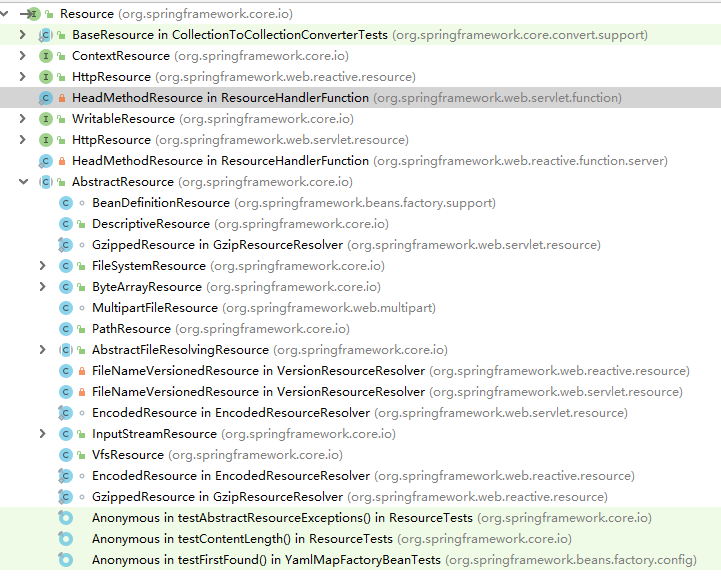 Resource (org.springframework.core.io)
BaseResource in CollectionToCollectionConverterTests (org.springframework.core.convert.support)
ContextResource (org.springframework.core.io)
HttpResource (org.springframework.web.reactive.resource)
HeadMethodResource in ResourceHandlerFunction (org.springframework.web.servlet.function)
WritableResource (org.springframework.core.io)
HttpResource (org.springframework.web.servlet.resource)
HeadMethodResource in ResourceHandlerFunction (org.springframework.web.reactive.function.server)
AbstractResource (org.springframework.core.io)
BeanDefinitionResource (org.springframework.beans.factory.support)
DescriptiveResource (org.springframework.core.io)
GzippedResource in GzipResourceResolver (org.springframework.web.servlet.resource)
FileSystemResource (org.springframework.core.io)
ByteArrayResource (org.springframework.core.io)
MultipartFileResource (org.springframework.web.multipart)
PathResource (org.springframework.core.io)
AbstractFileResolvingResource (org.springframework.core.io)
FileNameVersionedResource in VersionResourceResolver (org.springframework.web.reactive.resource)
FileNameVersionedResource in VersionResourceResolver (org.springframework.web.servlet.resource)
EncodedResource in EncodedResourceResolver (org.springframework.web.servlet.resource)
InputStreamResource (org.springframework.core.io)
VfsResource (org.springframework.core.io)
EncodedResource in EncodedResourceResolver (org.springframework.web.reactive.resource)
GzippedResource in GzipResourceResolver (org.springframework.web.reactive.resource)
Anonymous in testAbstractResourceExceptions() in ResourceTests (org.springframework.core.io)
Anonymous in testContentLength() in ResourceTests (org.springframework.core.io)
Anonymous in testFirstFound() in YamlMapFactoryBeanTests (org.springframework.beans.factory.config)